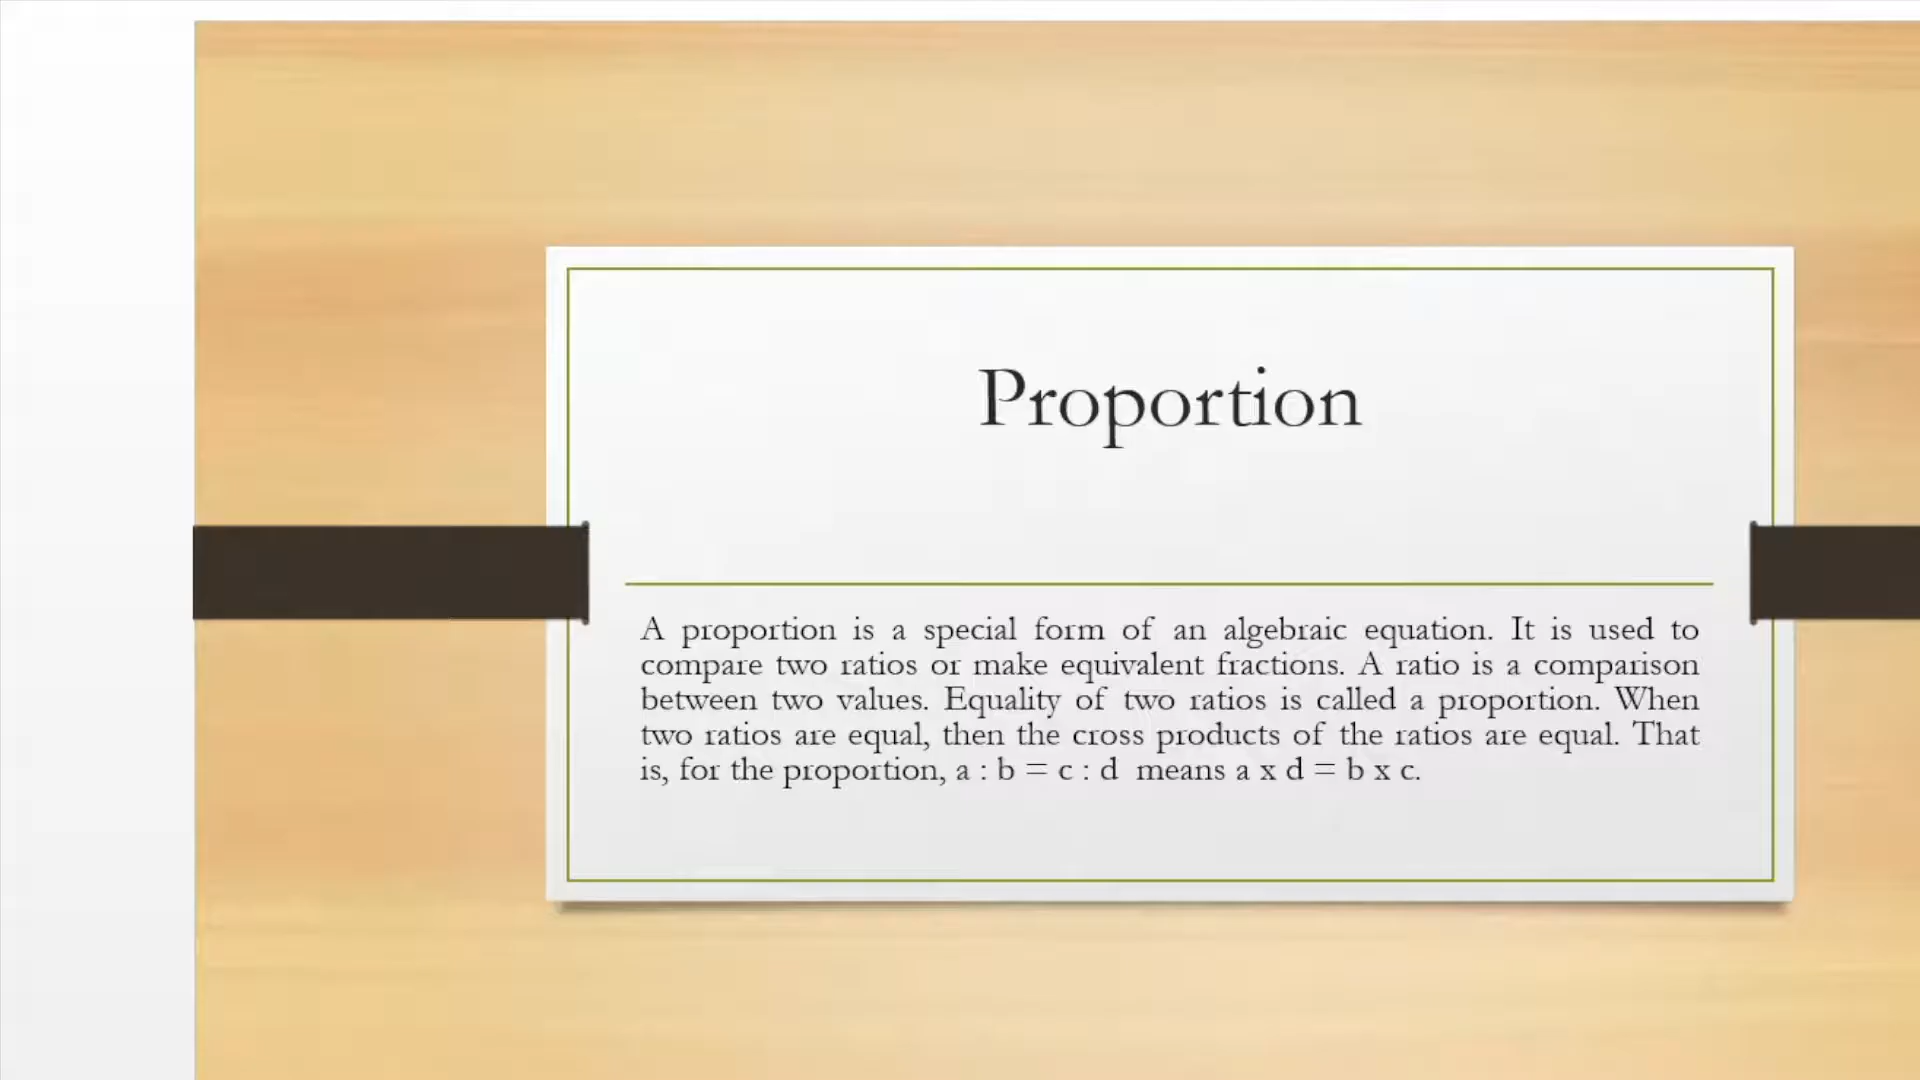 Proportion
A proportion is a special form of an algebraic equation. It is used to
compare two ratios or make equivalent fractions. A ratio is a comparison
between two values. Equality of two ratios is called a proportion. When
two ratios are equal, then the cross products of the ratios are equal. That
is, for the proportion, a : b = c : d means a x d = b x c.